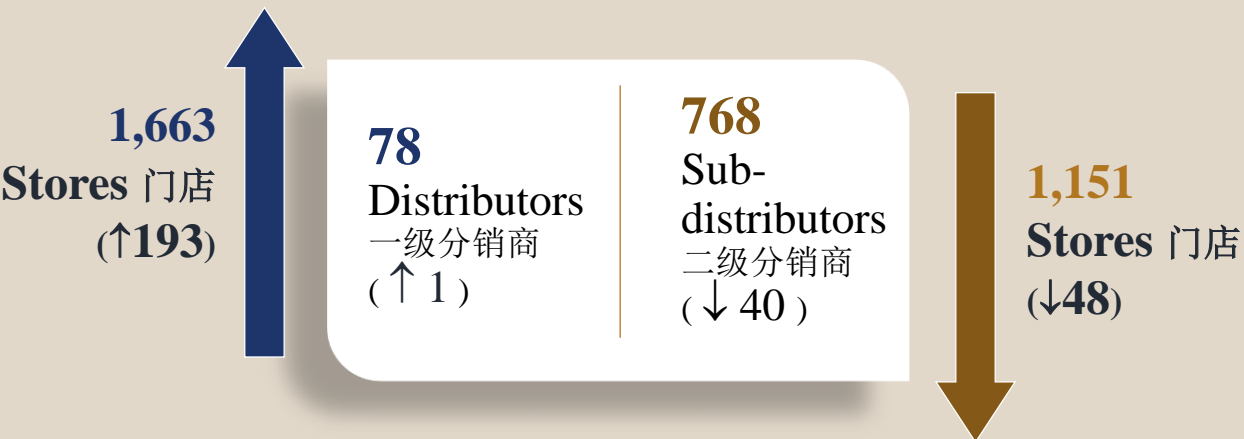 1,663
Stores 门店
(↑193)
78
Distributors
一级分销商
( ↑ 1 )
768
Sub-
distributors
二级分销商
( ↓ 40 )
1,151
Stores 门店
(↓48)